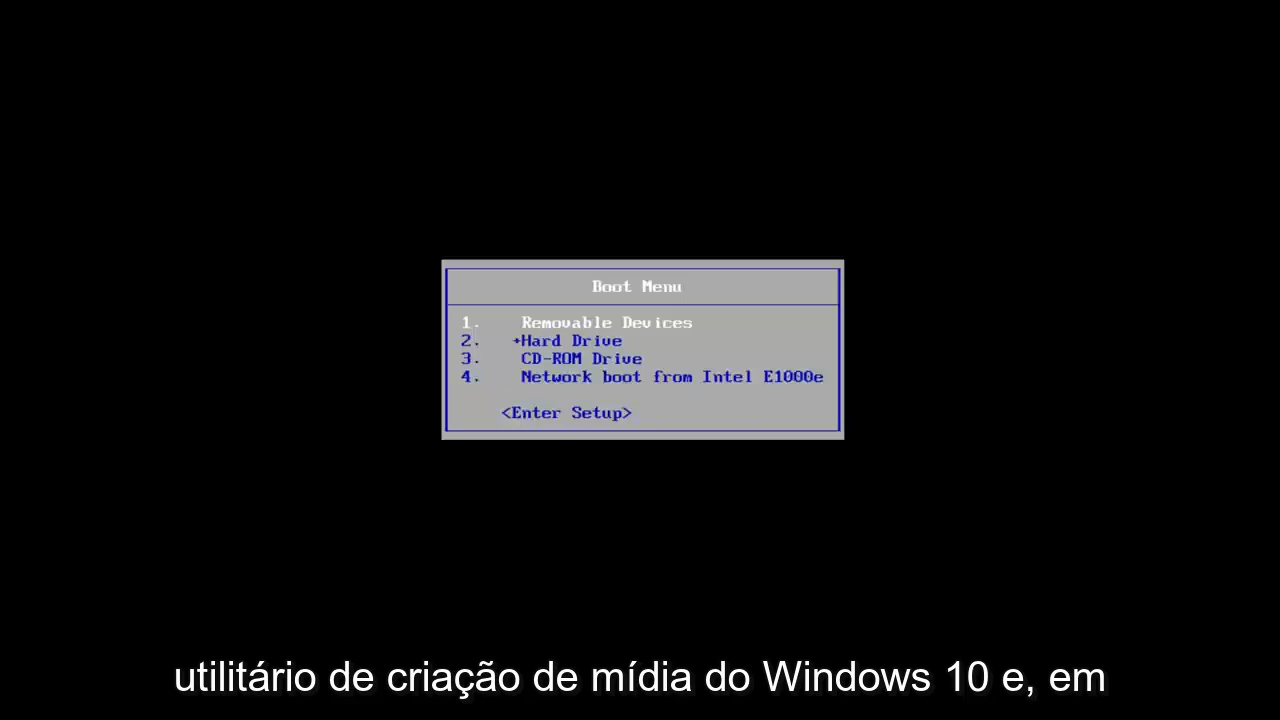 Boot Menu
1. Removable Devices
2. +Hard Drive
3. CD-ROM Drive
4. Network boot from Intel E1000e
<Enter Setup>
utilitário de criação de mídia do Windows 10 e, em